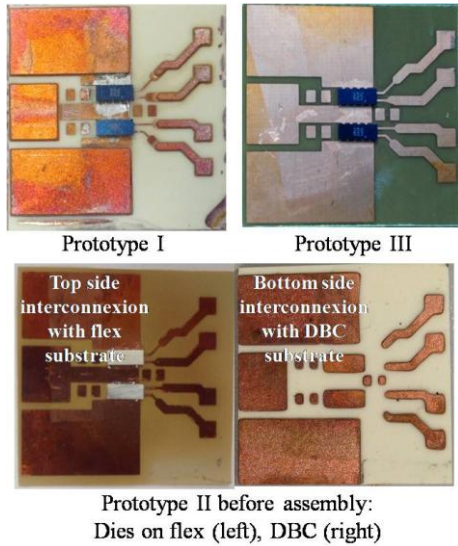 Prototype I
Prototype III
Top side
interconnexion
with flex
substrate
Bottom side
interconnexion
with DBC
substrate
Prototype II before assembly:
Dies on flex (left), DBC (right)